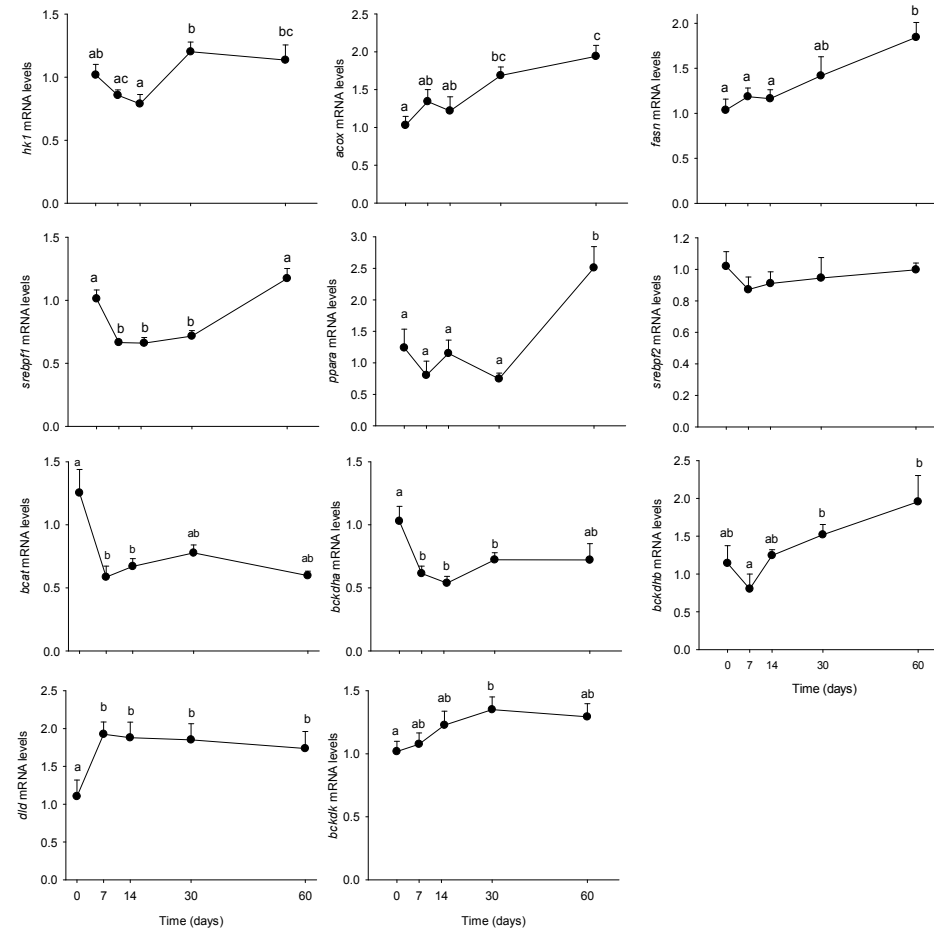 hk1 mRNA levels
1.5
1.0
0.5
0.0
ab
ac
a
b
bc
acox mRNA levels
2.5
2.0
1.5
1.0
0.5
0.0
a
ab
ab
bc
c
fasn mRNA levels
2.0
1.5
1.0
0.5
0.0
a
a
a
ab
b
srebpf1 mRNA levels
1.5
1.0
0.5
0.0
a
b
b
b
a
ppara mRNA levels
3.0
2.5
2.0
1.5
1.0
0.5
0.0
a
a
a
a
b
srebpf2 mRNA levels
1.2
1.0
0.8
0.6
0.4
0.2
0.0
bcat mRNA levels
1.5
1.0
0.5
0.0
a
b
b
ab
ab
bckdha mRNA levels
1.5
1.0
0.5
0.0
a
b
b
b
ab
bckdhb mRNA levels
2.5
2.0
1.5
1.0
0.5
0.0
ab
a
ab
b
b
0 7 14 30 60
Time (days)
dld mRNA levels
2.5
2.0
1.5
1.0
0.5
0.0
a
b
b
b
b
0 7 14 30 60
Time (days)
bckdk mRNA levels
1.5
1.0
0.5
0.0
a
ab
ab
b
ab
0 7 14 30 60
Time (days)